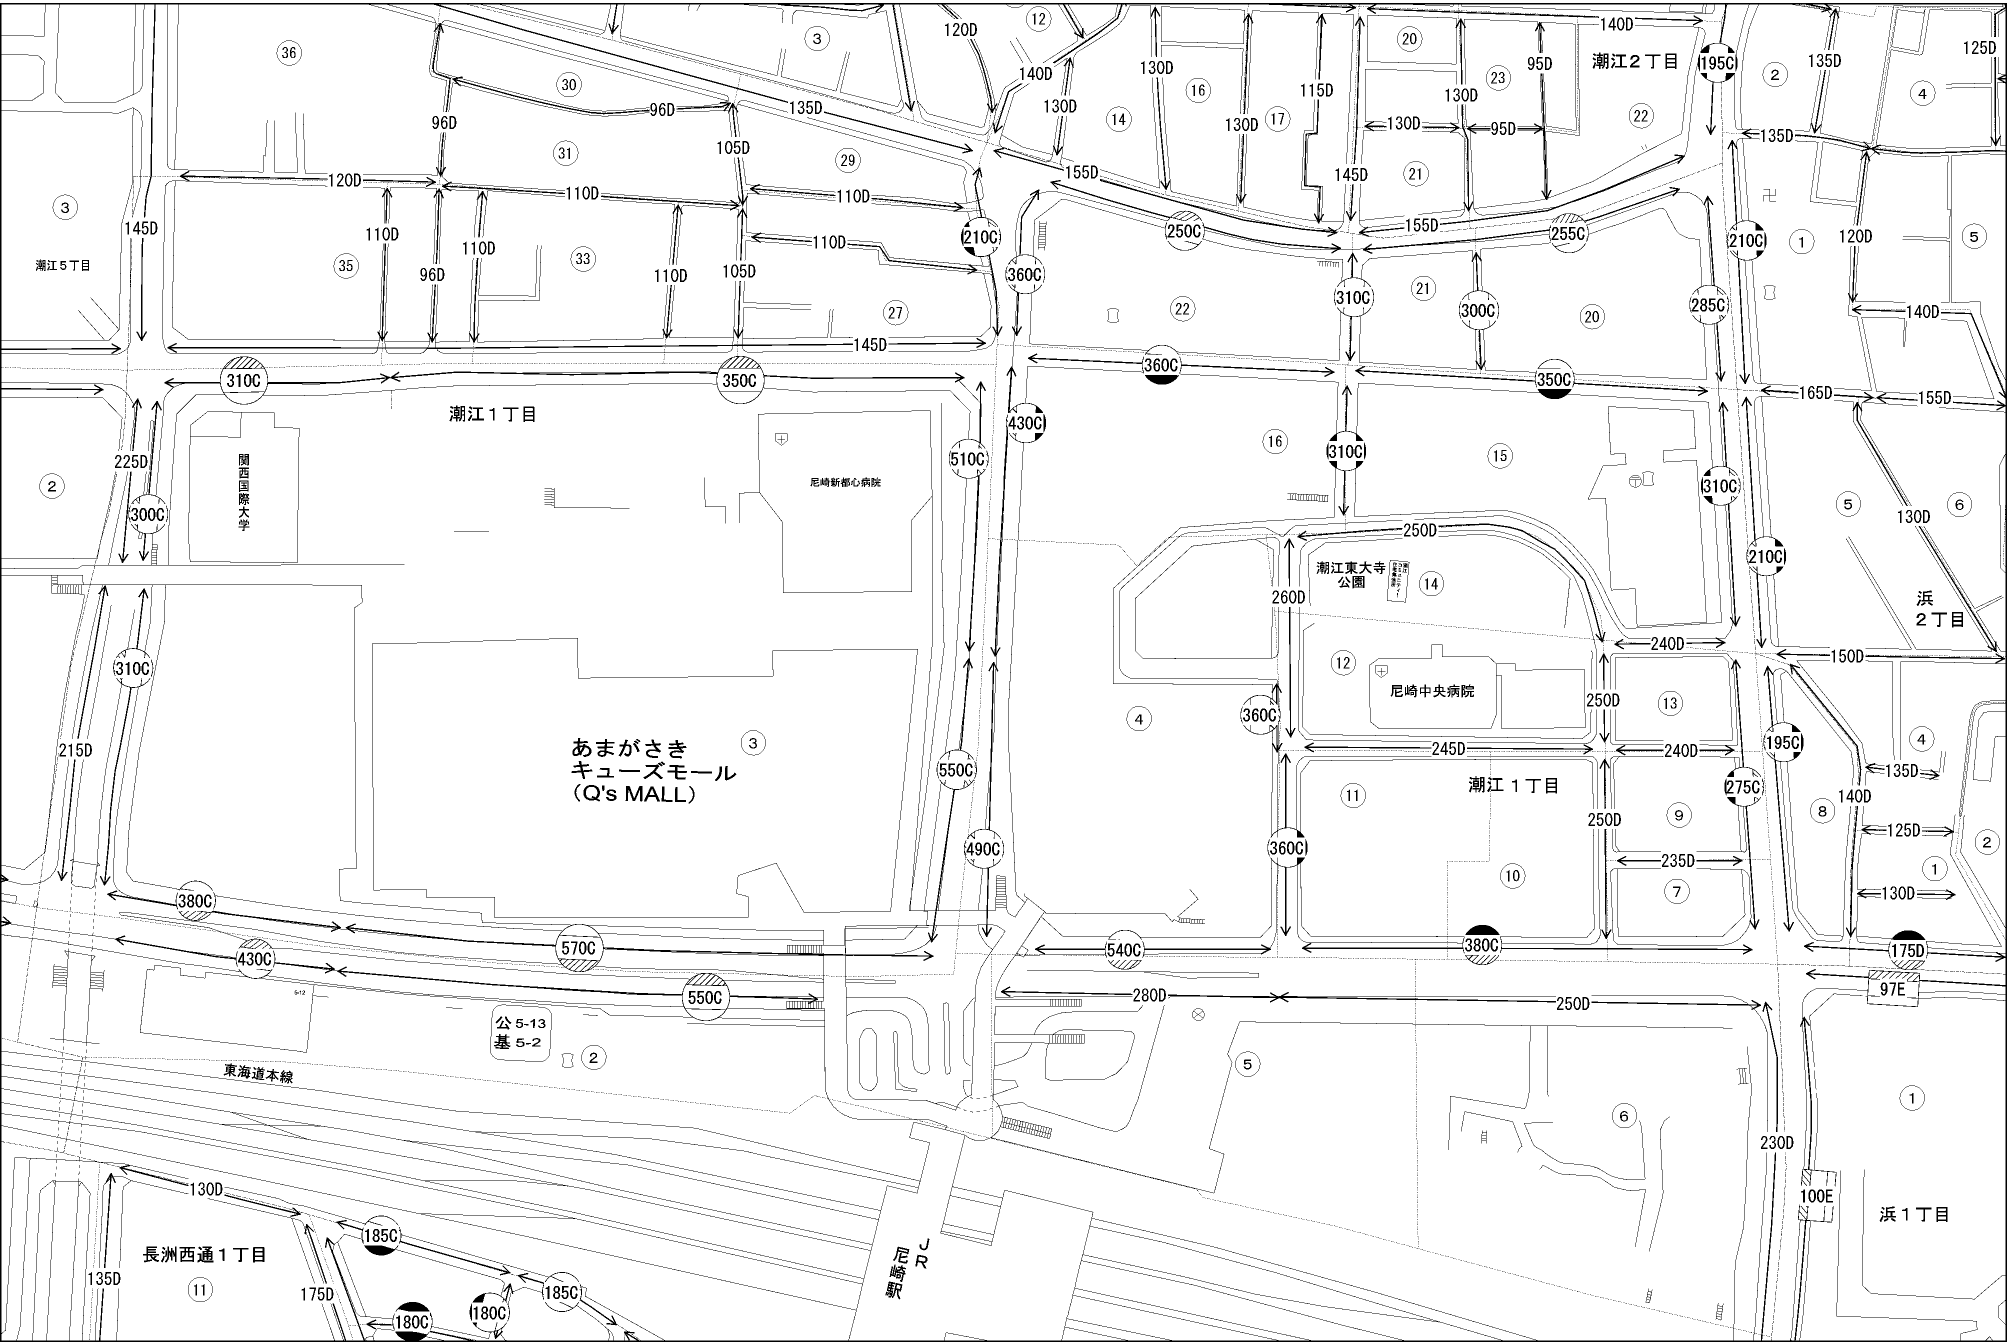 12
120D
3
36
30
135D
140D
130D
16
115D
20
140D
潮江２丁目
195C
2
135D
125D
4
95D
23
130D
96D
96D
130D
14
130D
17
130D
95D
22
135D
31
105D
29
155D
145D
21
120D
110D
110D
3
145D
110D
110D
110D
210C
250C
155C
255C
210C
1
120D
5
潮江５丁目
35
96D
33
110D
105D
360C
22
310C
21
300C
20
285C
140D
27
145D
310C
350C
360C
350C
165D
155D
潮江１丁目
430C
16
310C
15
225D
関西国際大学
510C
尼崎新都心病院
2
300C
310C
5
6
130D
250D
210C
潮江東大寺
公園
14
260D
浜
２丁目
240D
150D
310C
12
尼崎中央病院
250D
13
360C
4
215D
あまがさき
キューズモール
（Q's MALL）
3
245D
240D
195C
4
135D
550C
潮江１丁目
275C
140D
11
250D
9
8
125D
490C
360C
235D
2
1
10
7
130D
380C
570C
430C
540C
380C
175D
550C
280D
250D
97E
5-12
公 5-13
基 5-2
2
5
東海道本線
6
1
230D
130D
100E
185C
浜１丁目
長洲西通１丁目
ＪＲ
尼崎駅
135D
11
175D
185C
180C
180C